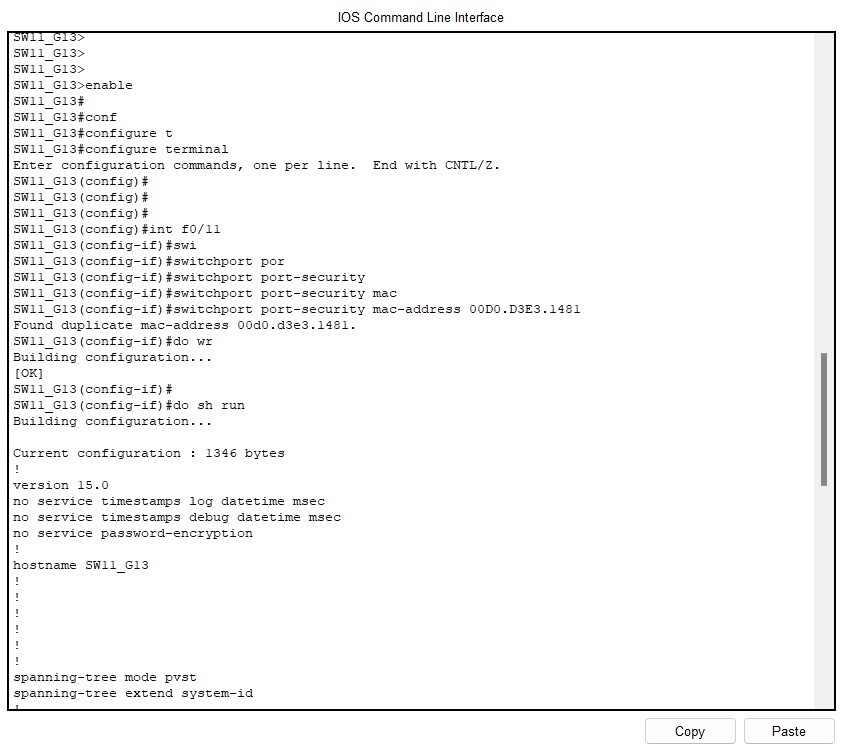 IOS Command Line Interface
SW11_G13>
SW11_G13>
SW11_G13>
SW11_G13>enable
SW11_G13#
SW11_G13#conf
SW11_G13#configure t
SW11_G13#configure terminal
Enter configuration commands, one per line.  End with CNTL/Z.
SW11_G13(config)#
SW11_G13(config)#
SW11_G13(config)#
SW11_G13(config)#int f0/11
SW11_G13(config-if)#swi
SW11_G13(config-if)#switchport por
SW11_G13(config-if)#switchport port-security
SW11_G13(config-if)#switchport port-security mac
SW11_G13(config-if)#switchport port-security mac-address 00D0.D3E3.1481
Found duplicate mac-address 00d0.d3e3.1481.
SW11_G13(config-if)#do wr
Building configuration...
[OK]
SW11_G13(config-if)#
SW11_G13(config-if)#do sh run
Building configuration...
Current configuration : 1346 bytes
!
version 15.0
no service timestamps log datetime msec
no service timestamps debug datetime msec
no service password-encryption
!
hostname SW11_G13
!
!
!
!
!
!
spanning-tree mode pvst
spanning-tree extend system-id
!
Copy
Paste